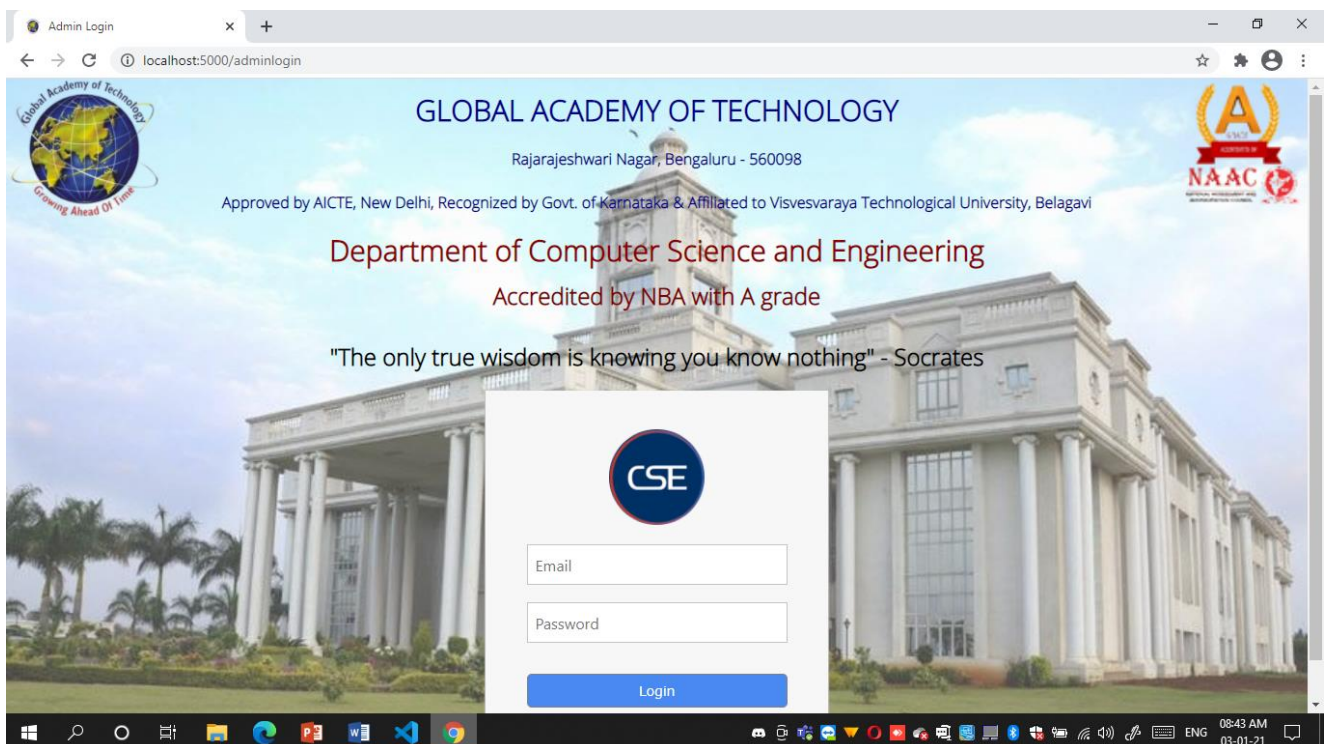 Admin Login
localhost:5000/adminlogin
Global Academy of Technology
Growing Ahead Of Time
GLOBAL ACADEMY OF TECHNOLOGY
Rajarajeshwari Nagar, Bengaluru - 560098
Approved by AICTE, New Delhi, Recognized by Govt. of Karnataka & Affiliated to Visvesvaraya Technological University, Belagavi
A
GRADE
ACCREDITED BY
NAAC
Department of Computer Science and Engineering
Accredited by NBA with A grade
"The only true wisdom is knowing you know nothing" - Socrates
CSE
Email
Password
Login
ENG
08:43 AM
03-01-21